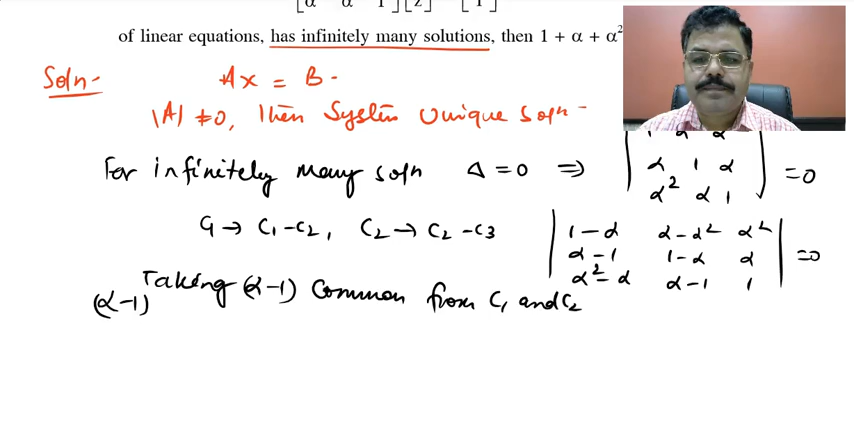 [α α 1][z] [1]
of linear equations, has infinitely many solutions, then 1 + α + α²
Soln-
Ax = B -
|A| ≠0, Then System Unique soln -
For infinitely many soln Δ = 0 ⇒
α 1 α
α² α 1
=0
C₁ → C₁-C₂, C₂ → C₂-C₃
1-α α-α² α²
α-1 1-α α
α²-α α-1 1
=0
Taking (α-1) Common from C₁ and C₂
(α-1)